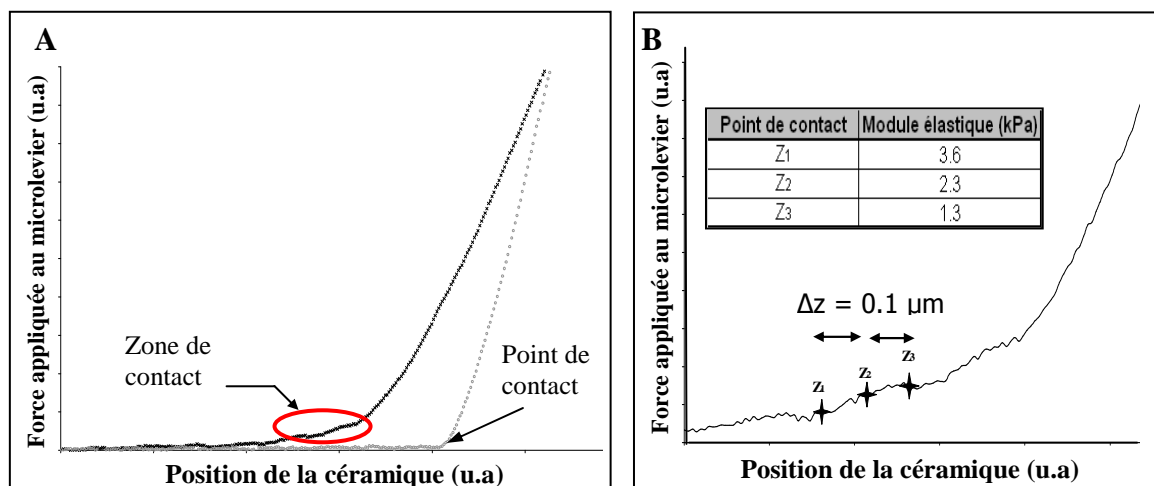 A
Force appliquée au microlevier (u.a)
Zone de
contact
Point de
contact
Position de la céramique (u.a)
B
Force appliquée au microlevier (u.a)
Point de contact Module élastique (kPa)
Z1 3.6
Z2 2.3
Z3 1.3
Δz = 0.1 µm
Z1
Z2
Z3
Position de la céramique (u.a)